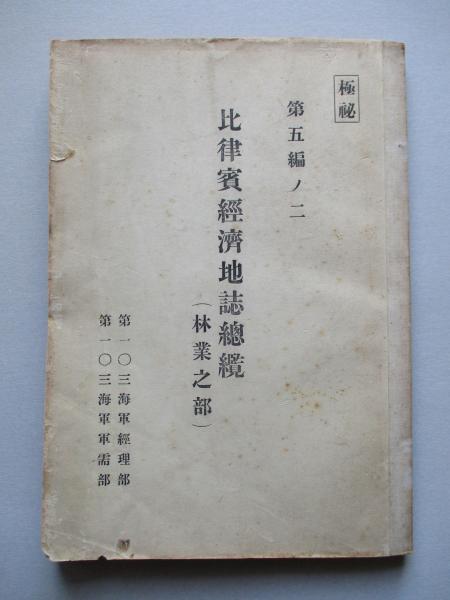 極祕
第五編ノ二
比律賓經濟地誌總纜
（林業之部）
第一〇三海軍經理部
第一〇三海軍軍需部